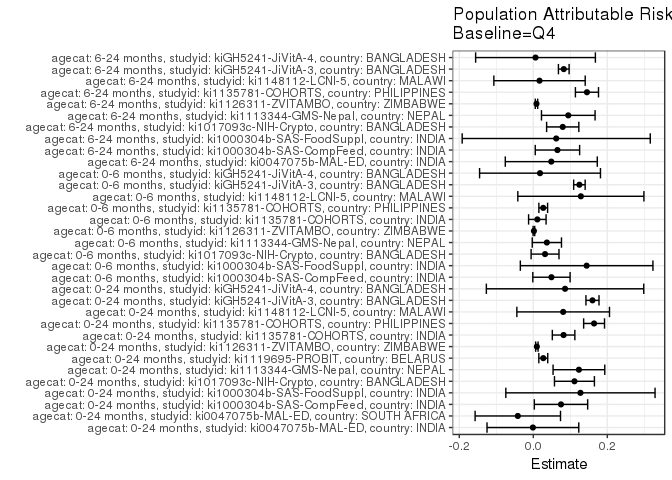 Population Attributable Risk
Baseline=Q4
agecat: 6-24 months, studyid: kiGH5241-JiVitA-4, country: BANGLADESH
agecat: 6-24 months, studyid: kiGH5241-JiVitA-3, country: BANGLADESH
agecat: 6-24 months, studyid: ki1148112-LCNI-5, country: MALAWI
agecat: 6-24 months, studyid: ki1135781-COHORTS, country: PHILIPPINES
agecat: 6-24 months, studyid: ki1126311-ZVITAMBO, country: ZIMBABWE
agecat: 6-24 months, studyid: ki1113344-GMS-Nepal, country: NEPAL
agecat: 6-24 months, studyid: ki1017093c-NIH-Crypto, country: BANGLADESH
agecat: 6-24 months, studyid: ki1000304b-SAS-FoodSuppl, country: INDIA
agecat: 6-24 months, studyid: ki1000304b-SAS-CompFeed, country: INDIA
agecat: 6-24 months, studyid: ki0047075b-MAL-ED, country: INDIA
agecat: 0-6 months, studyid: kiGH5241-JiVitA-4, country: BANGLADESH
agecat: 0-6 months, studyid: kiGH5241-JiVitA-3, country: BANGLADESH
agecat: 0-6 months, studyid: ki1148112-LCNI-5, country: MALAWI
agecat: 0-6 months, studyid: ki1135781-COHORTS, country: PHILIPPINES
agecat: 0-6 months, studyid: ki1135781-COHORTS, country: INDIA
agecat: 0-6 months, studyid: ki1126311-ZVITAMBO, country: ZIMBABWE
agecat: 0-6 months, studyid: ki1113344-GMS-Nepal, country: NEPAL
agecat: 0-6 months, studyid: ki1017093c-NIH-Crypto, country: BANGLADESH
agecat: 0-6 months, studyid: ki1000304b-SAS-FoodSuppl, country: INDIA
agecat: 0-6 months, studyid: ki1000304b-SAS-CompFeed, country: INDIA
agecat: 0-24 months, studyid: kiGH5241-JiVitA-4, country: BANGLADESH
agecat: 0-24 months, studyid: kiGH5241-JiVitA-3, country: BANGLADESH
agecat: 0-24 months, studyid: ki1148112-LCNI-5, country: MALAWI
agecat: 0-24 months, studyid: ki1135781-COHORTS, country: PHILIPPINES
agecat: 0-24 months, studyid: ki1135781-COHORTS, country: INDIA
agecat: 0-24 months, studyid: ki1126311-ZVITAMBO, country: ZIMBABWE
agecat: 0-24 months, studyid: ki1119695-PROBIT, country: BELARUS
agecat: 0-24 months, studyid: ki1113344-GMS-Nepal, country: NEPAL
agecat: 0-24 months, studyid: ki1017093c-NIH-Crypto, country: BANGLADESH
agecat: 0-24 months, studyid: ki1000304b-SAS-FoodSuppl, country: INDIA
agecat: 0-24 months, studyid: ki1000304b-SAS-CompFeed, country: INDIA
agecat: 0-24 months, studyid: ki0047075b-MAL-ED, country: SOUTH AFRICA
agecat: 0-24 months, studyid: ki0047075b-MAL-ED, country: INDIA
-0.2 0.0 0.2
Estimate